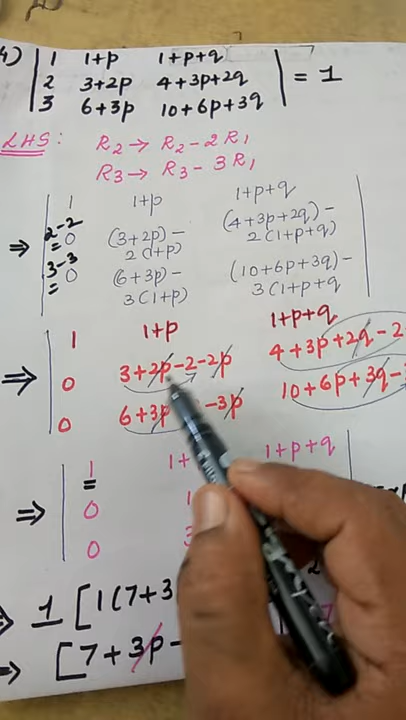 4) | 1 1+p 1+p+q |
| 2 3+2p 4+3p+2q | = 1
| 3 6+3p 10+6p+3q |
LHS: R2 → R2 - 2R1
R3 → R3 - 3R1
1 1+p 1+p+q
2-2
⇒ = 0 (3+2p) - 2(1+p) (4+3p+2q) - 2(1+p+q)
3-3
= 0 (6+3p) - 3(1+p) (10+6p+3q) - 3(1+p+q)
1 1+p 1+p+q
⇒ 0 3+2p-2-2p 4+3p+2q-2
0 6+3p -3p 10+6p+3q-
1 1+ 1+p+q
⇒ = 0 1
0 3
⇒ 1 [1(7+3 7
→ [7+3p-